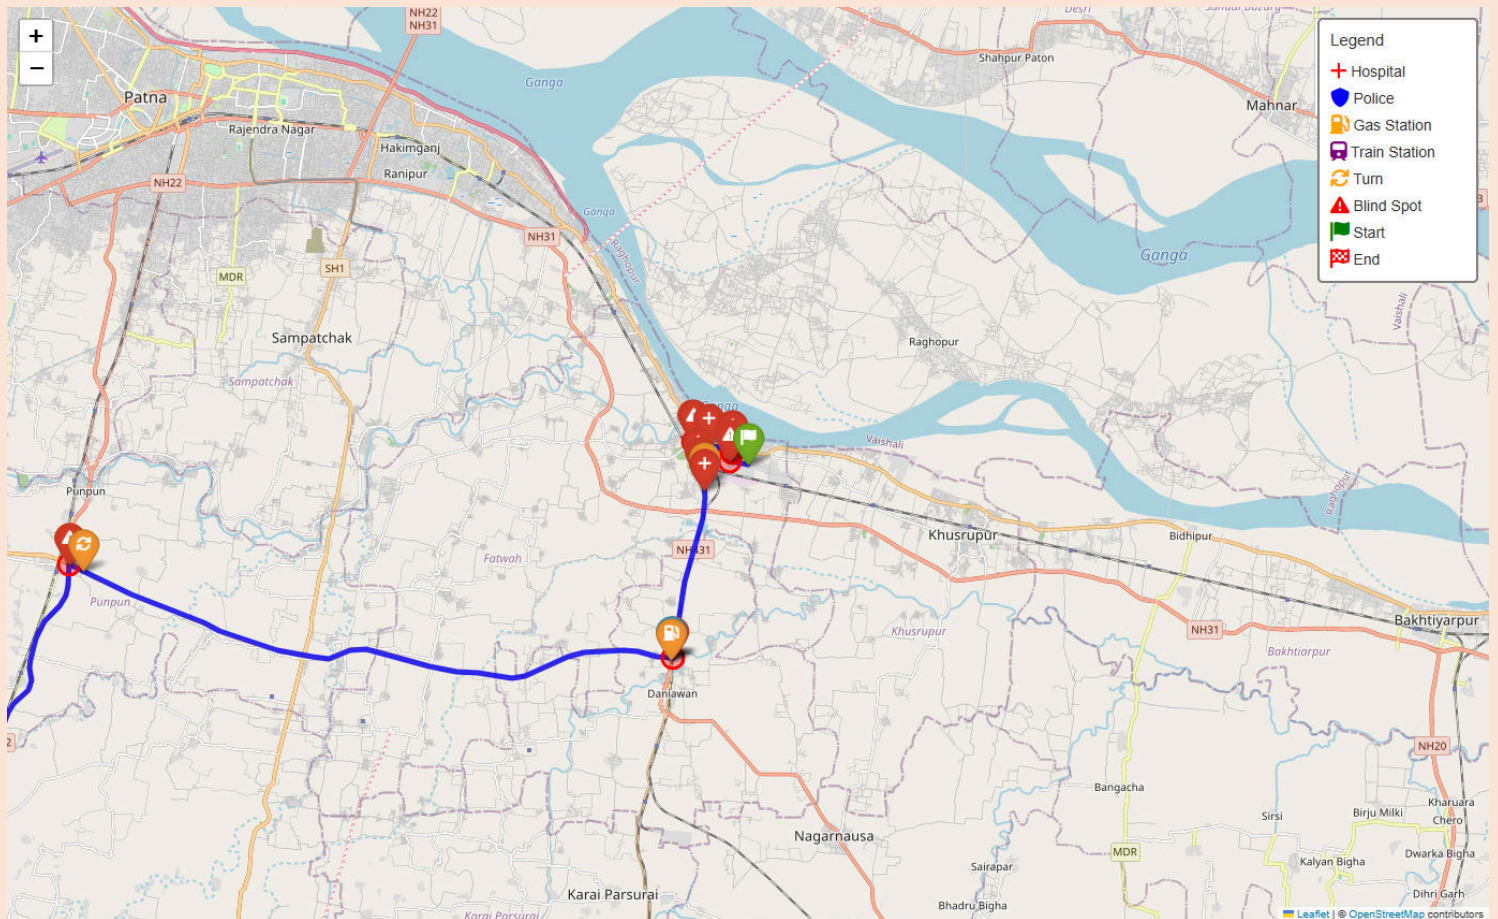 NH22
NH31
Desri
+
−
Ganga
Shahpur Paton
Patna
Mahnar
Rajendra Nagar
Hakimganj
Ranipur
NH22
Ganga
NH31
Raghopur
Ganga
SH1
MDR
Vaishali
Sampatchak
Raghopur
Sampatchak
Ganga
Vaishali
Punpun
Raghopur
Khusrupur
Bidhipur
Fatwah
Punpun
Khusrupur
Bakhtiyarpur
NH31
Bakhtiarpur
Daniawan
NH20
Bangacha
Kharuara
Chero
Sirsi
Birju Milki
Nagarnausa
MDR
Kalyan Bigha
Dwarka Bigha
Sairapar
Karai Parsurai
Dihri Garh
Bhadru Bigha
Karai Parsurai
Legend
Hospital
Police
Gas Station
Train Station
Turn
Blind Spot
Start
End
Leaflet | © OpenStreetMap contributors